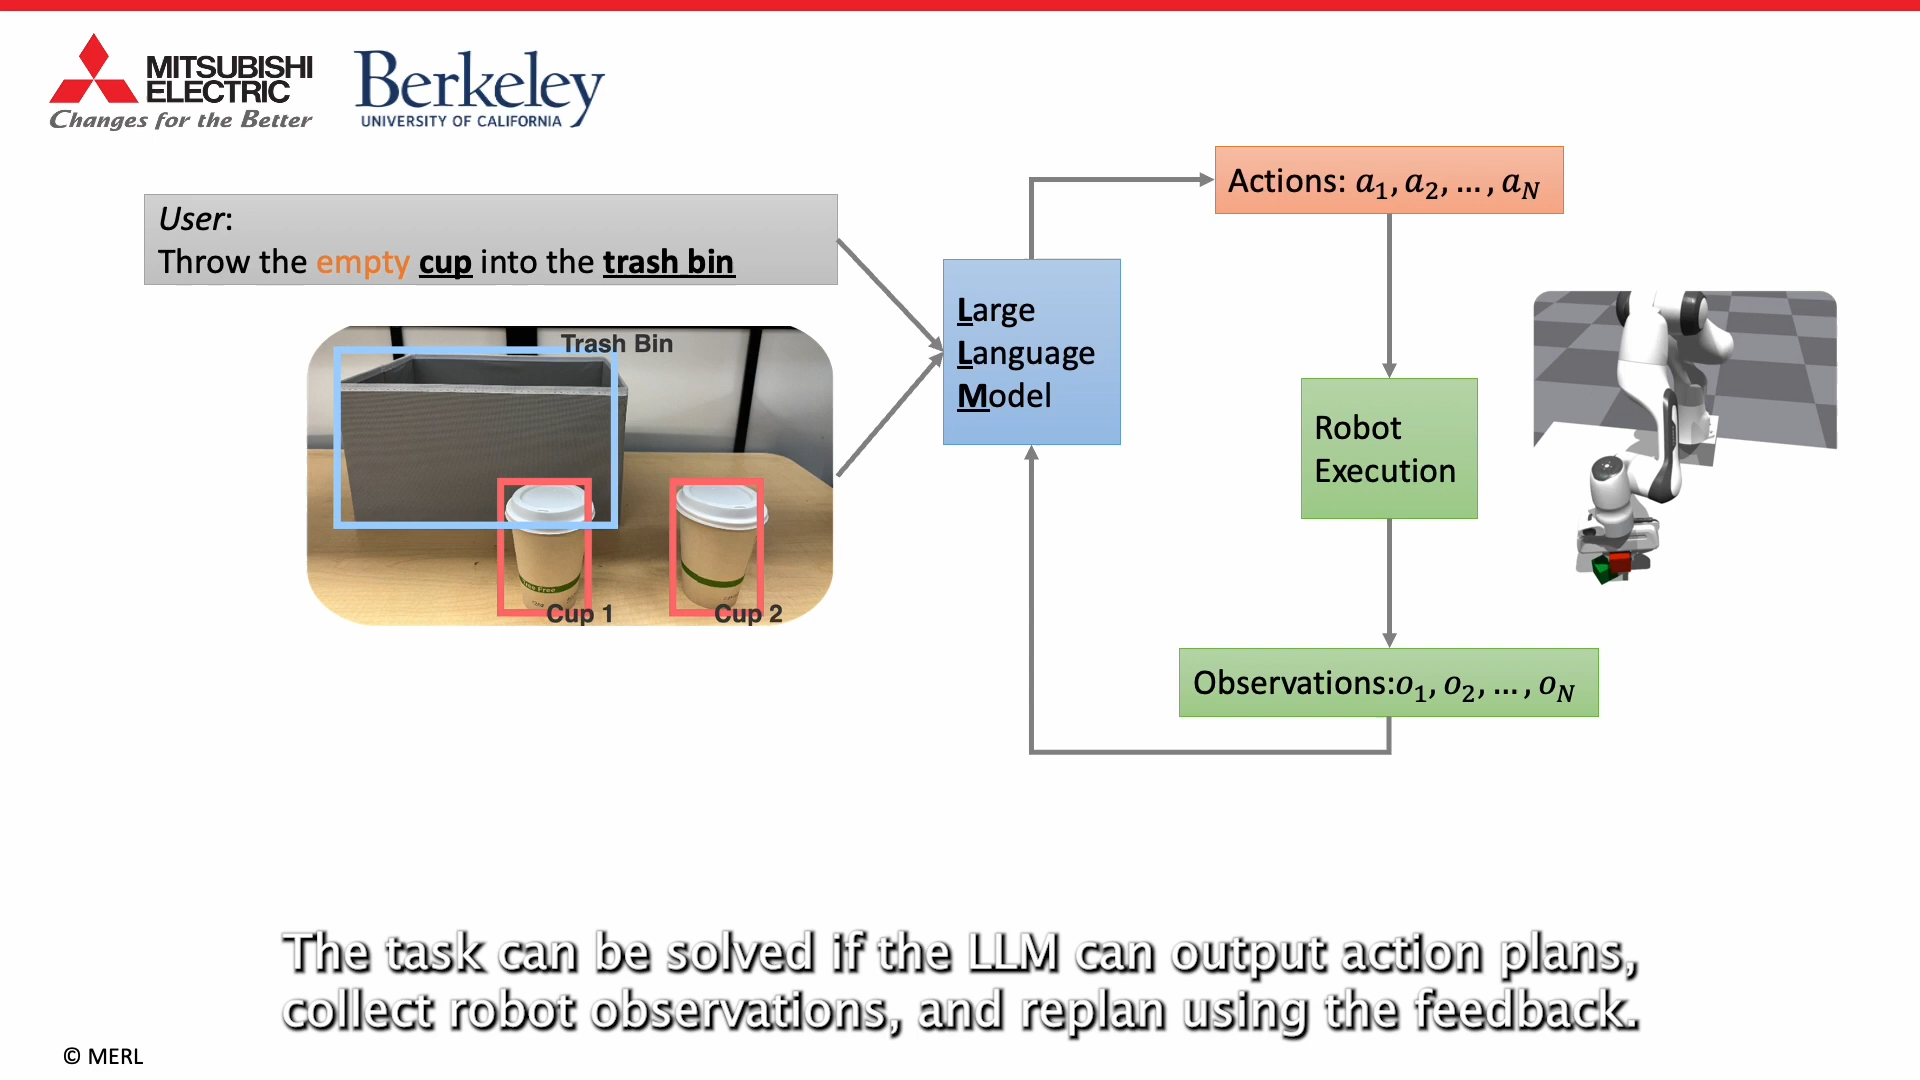 MITSUBISHI
ELECTRIC
Changes for the Better
Berkeley
UNIVERSITY OF CALIFORNIA
User:
Throw the empty cup into the trash bin
Trash Bin
Cup 1
Cup 2
Large
Language
Model
Actions: a₁, a₂, ... , a_N
Robot
Execution
Observations:o₁, o₂, ... , o_N
The task can be solved if the LLM can output action plans,
collect robot observations, and replan using the feedback.
© MERL